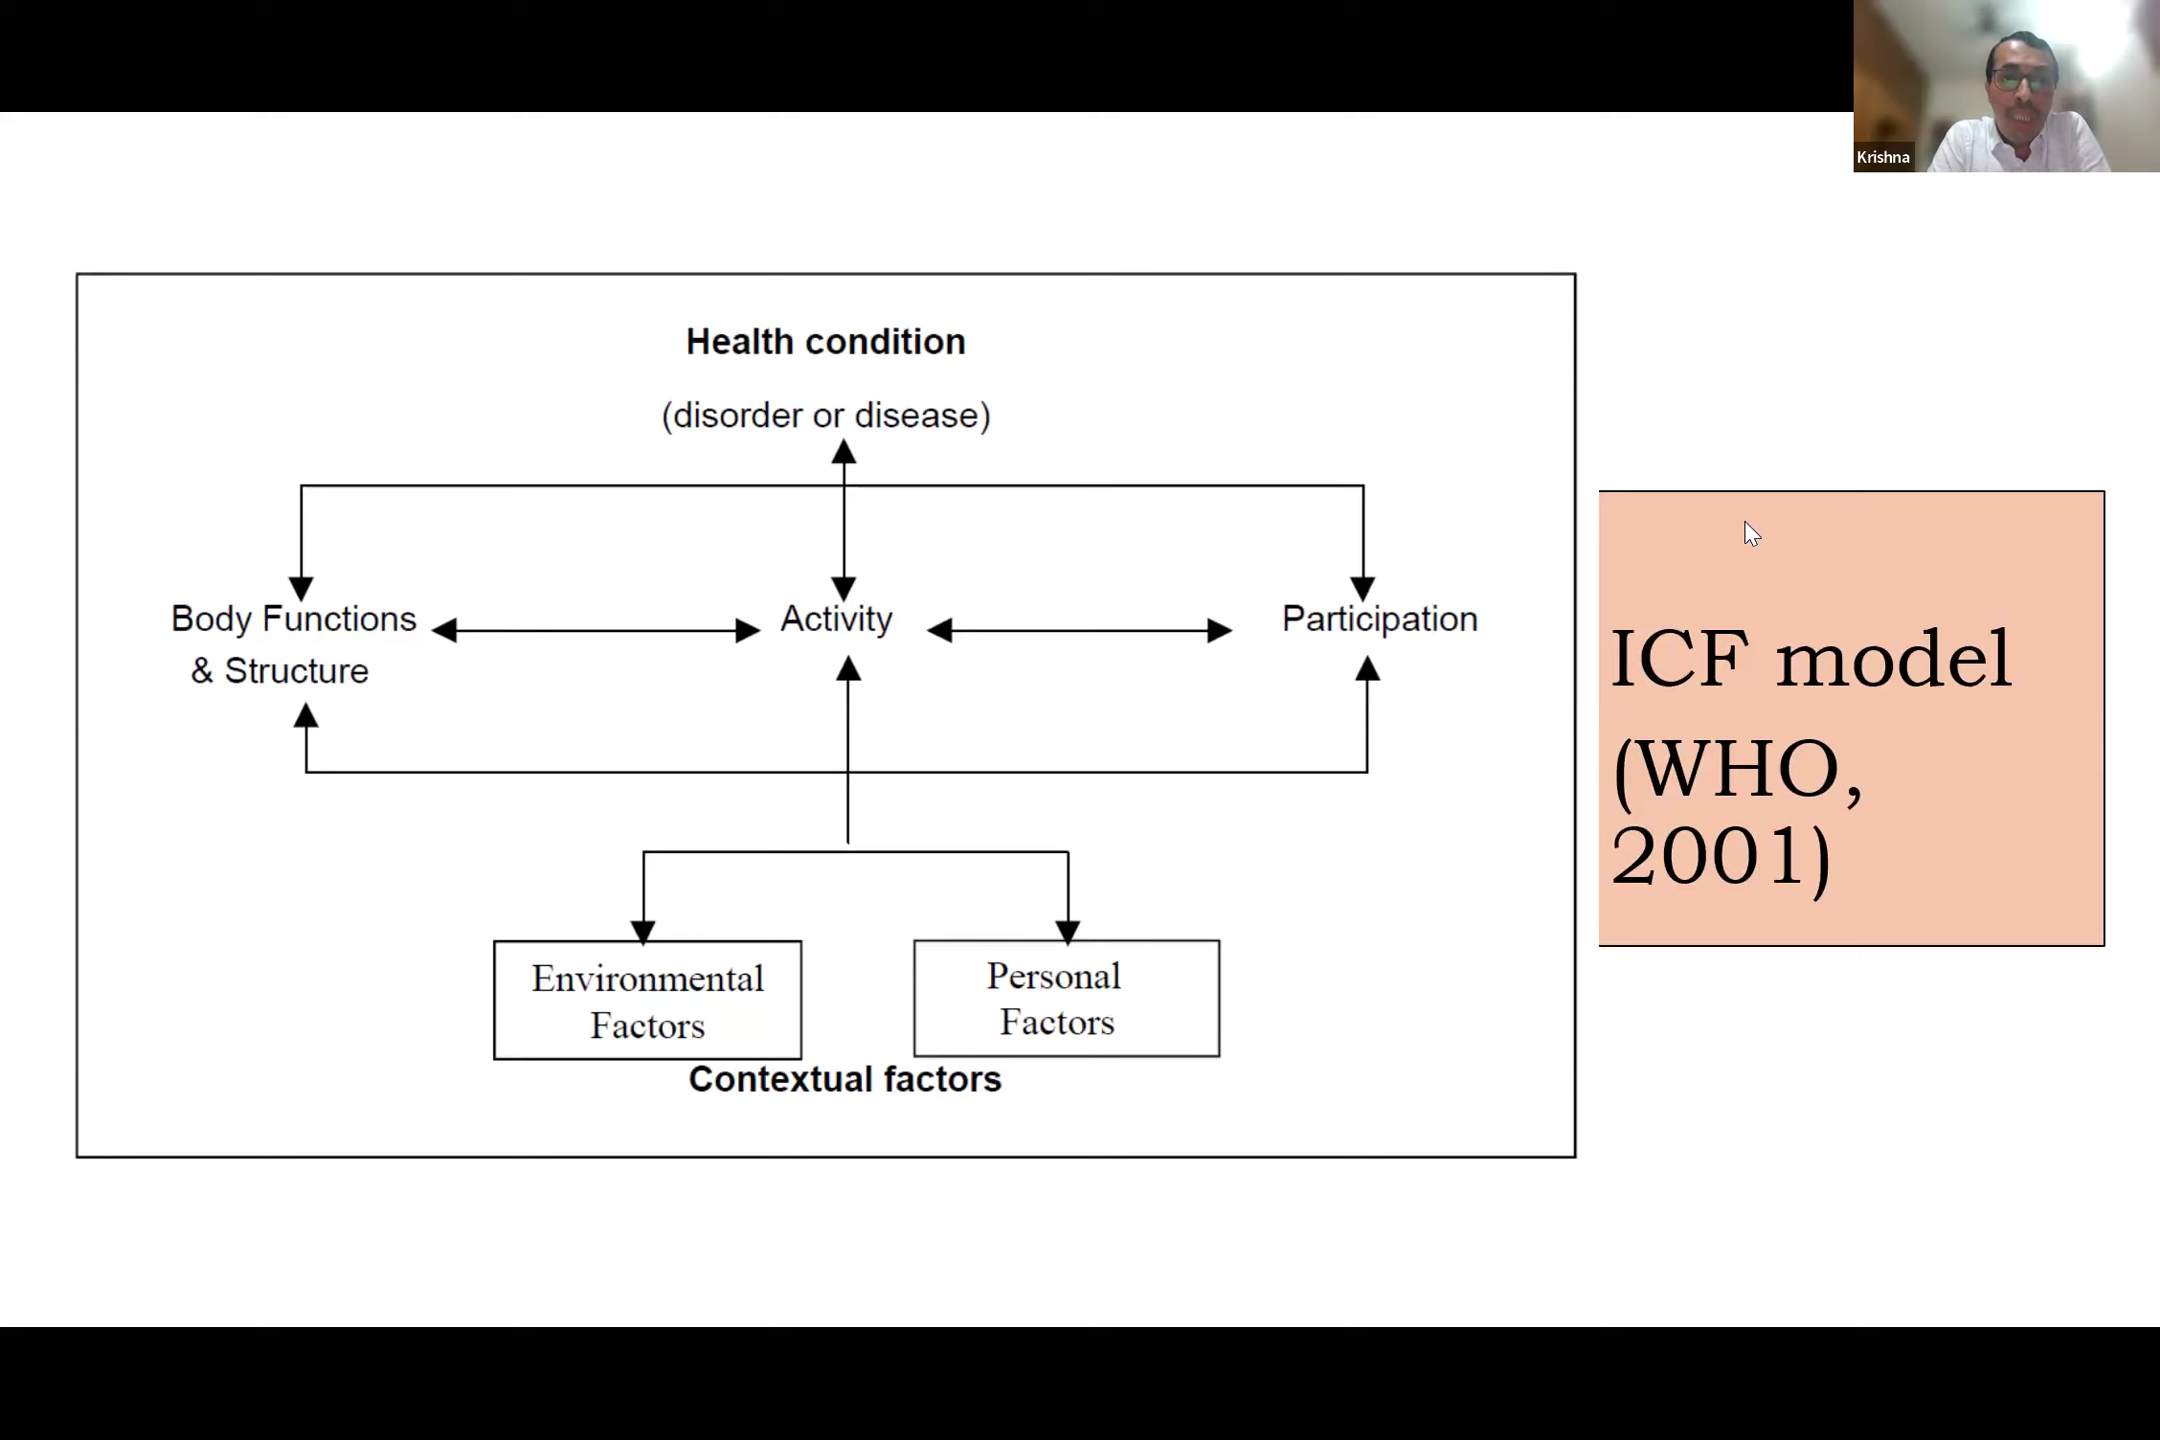 Krishna
Health condition
(disorder or disease)
Body Functions
& Structure
Activity
Participation
Environmental
Factors
Personal
Factors
Contextual factors
ICF model
(WHO,
2001)